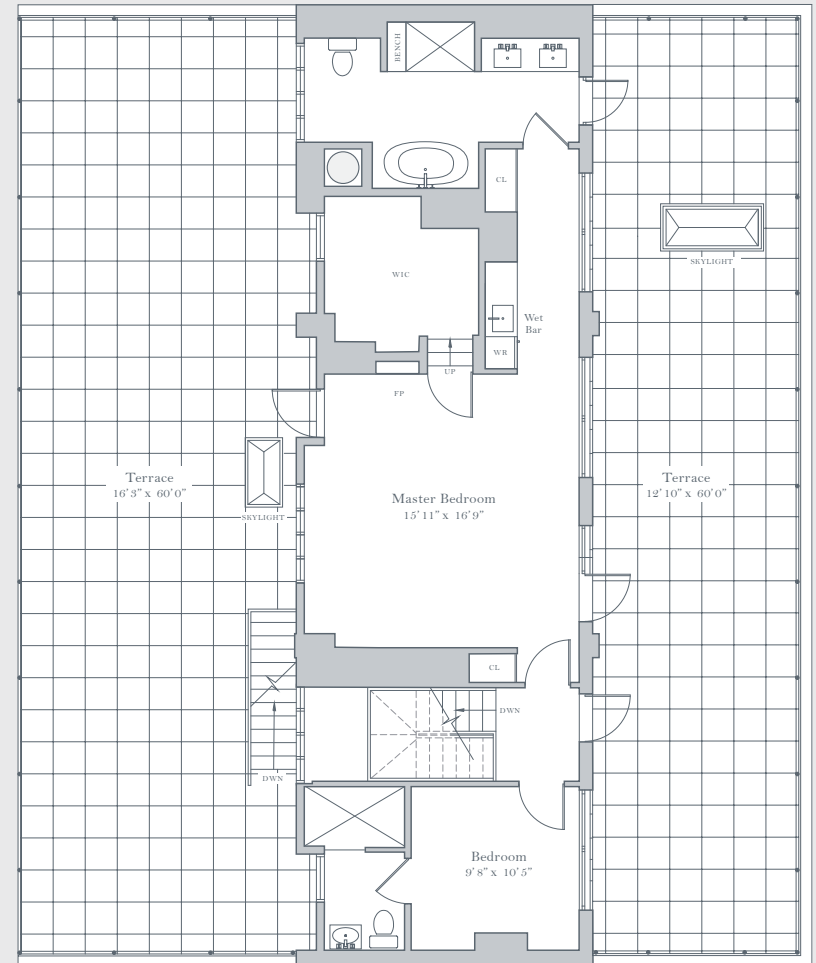 BENCH
CL
SKYLIGHT
WIC
Wet
Bar
WR
UP
FP
Terrace
16'3" x 60'0"
SKYLIGHT
Master Bedroom
15'11" x 16'9"
Terrace
12'10" x 60'0"
CL
DWN
DWN
Bedroom
9'8" x 10'5"